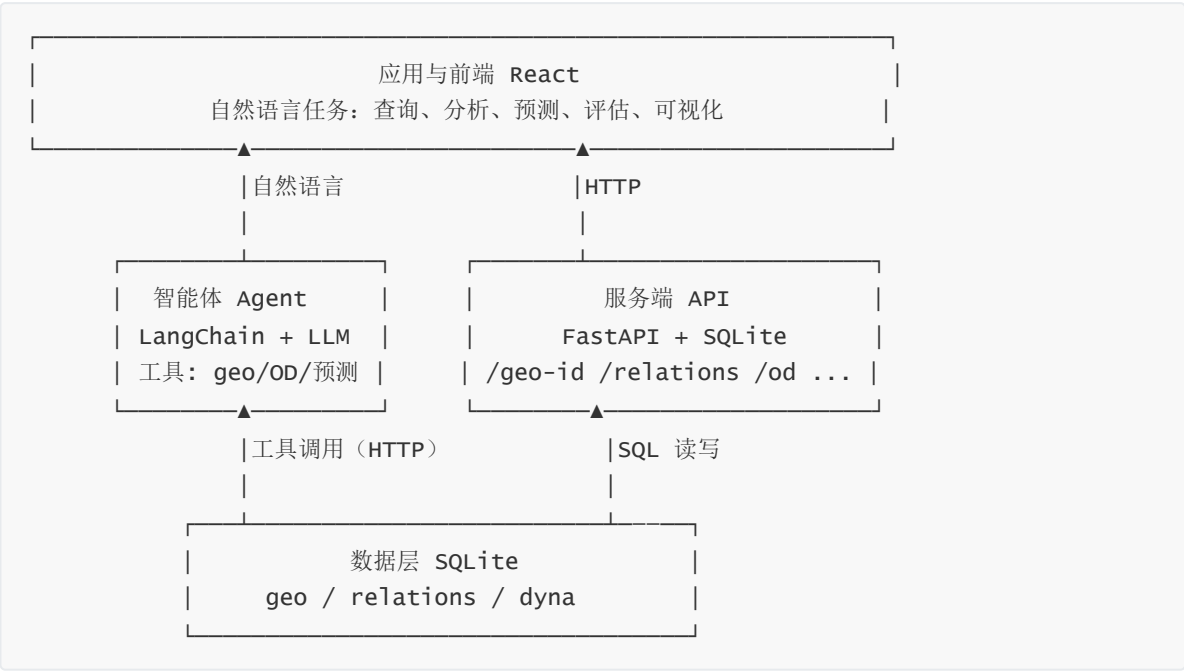 应用与前端 React
自然语言任务：查询、分析、预测、评估、可视化
自然语言 HTTP
智能体 Agent 服务端 API
LangChain + LLM FastAPI + SQLite
工具: geo/OD/预测 /geo-id /relations /od ...
工具调用（HTTP） SQL 读写
数据层 SQLite
geo / relations / dyna